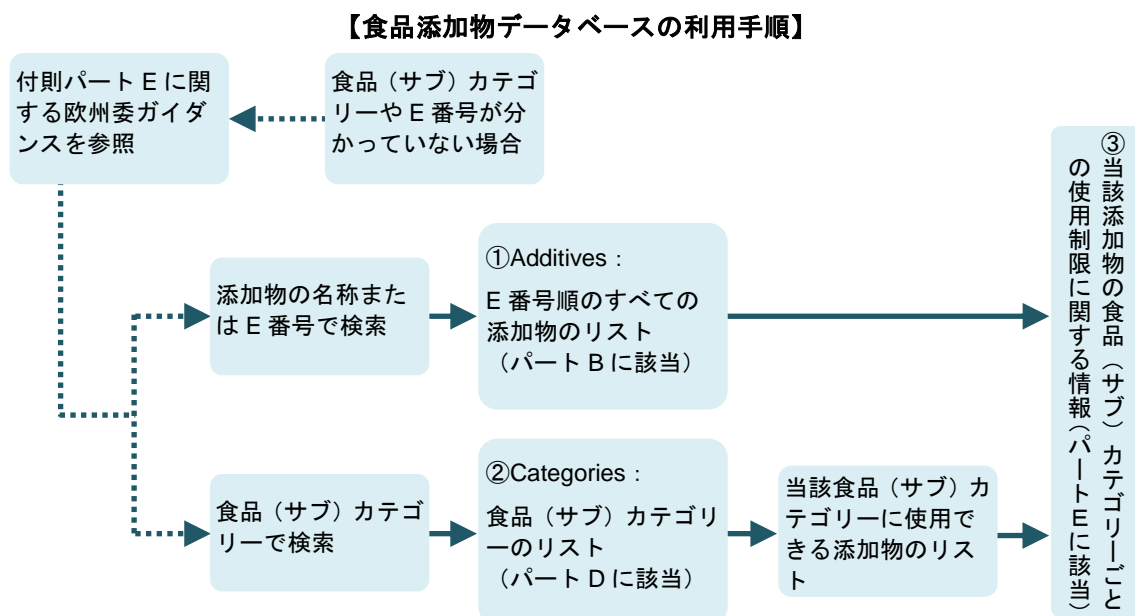 【食品添加物データベースの利用手順】
付則パート E に関
する欧州委ガイダ
ンスを参照
食品（サブ）カテゴ
リーや E 番号が分
かっていない場合
添加物の名称また
は E 番号で検索
①Additives：
E 番号順のすべての
添加物のリスト
（パート B に該当）
食品（サブ）カテゴ
リーで検索
②Categories：
食品（サブ）カテゴリ
ーのリスト
（パート D に該当）
当該食品（サブ）カ
テゴリーに使用で
きる添加物のリス
ト
③当該添加物の食品（サブ）カテゴリーごと
の使用制限に関する情報（パートＥに該当）